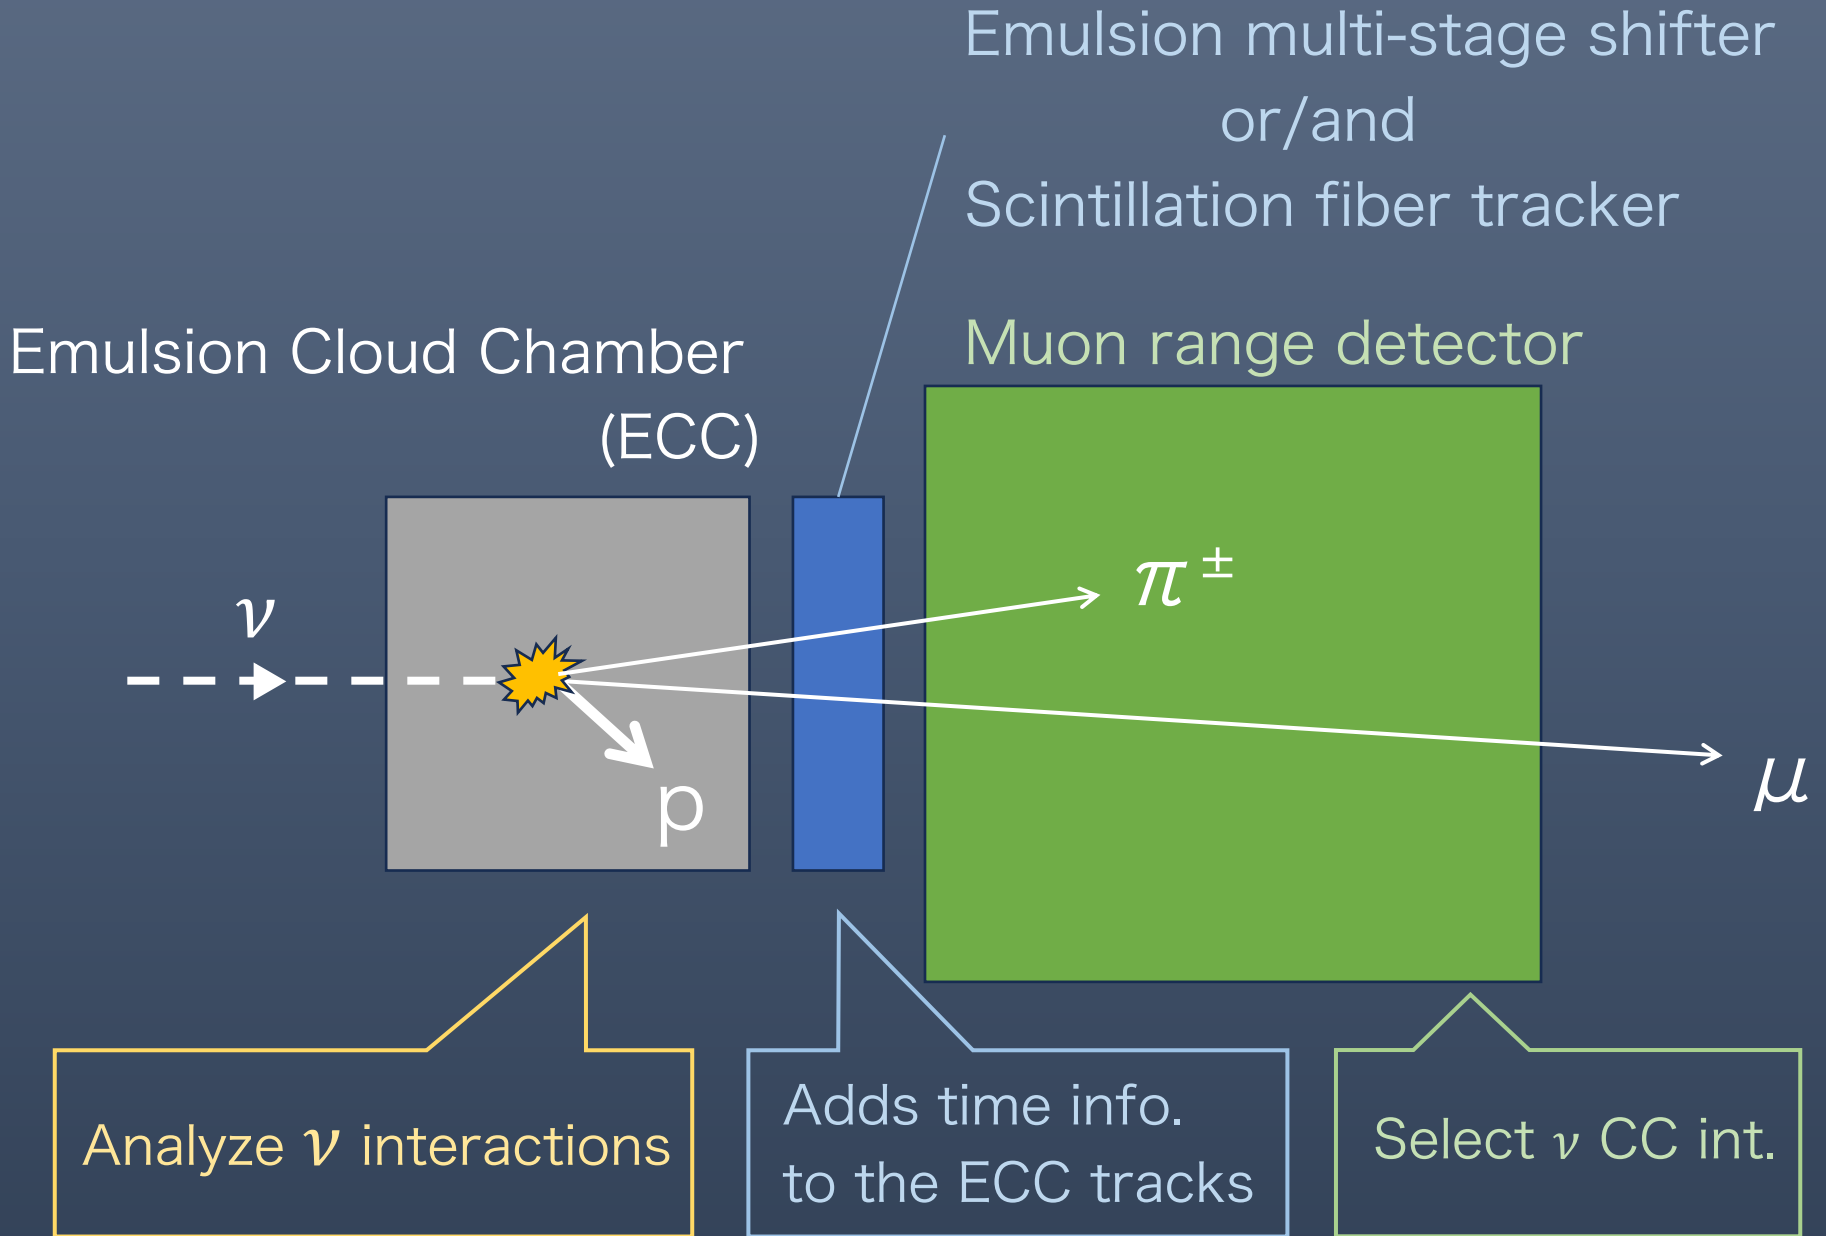 Emulsion multi-stage shifter
or/and
Scintillation fiber tracker
Emulsion Cloud Chamber
(ECC)
Muon range detector
ν
π ±
μ
p
Analyze ν interactions
Adds time info.
to the ECC tracks
Select ν CC int.